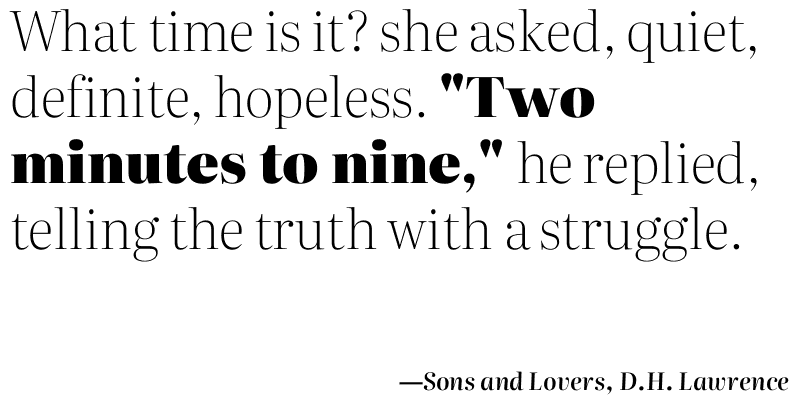 What time is it? she asked, quiet,
definite, hopeless. "Two
minutes to nine," he replied,
telling the truth with a struggle.
—Sons and Lovers, D.H. Lawrence